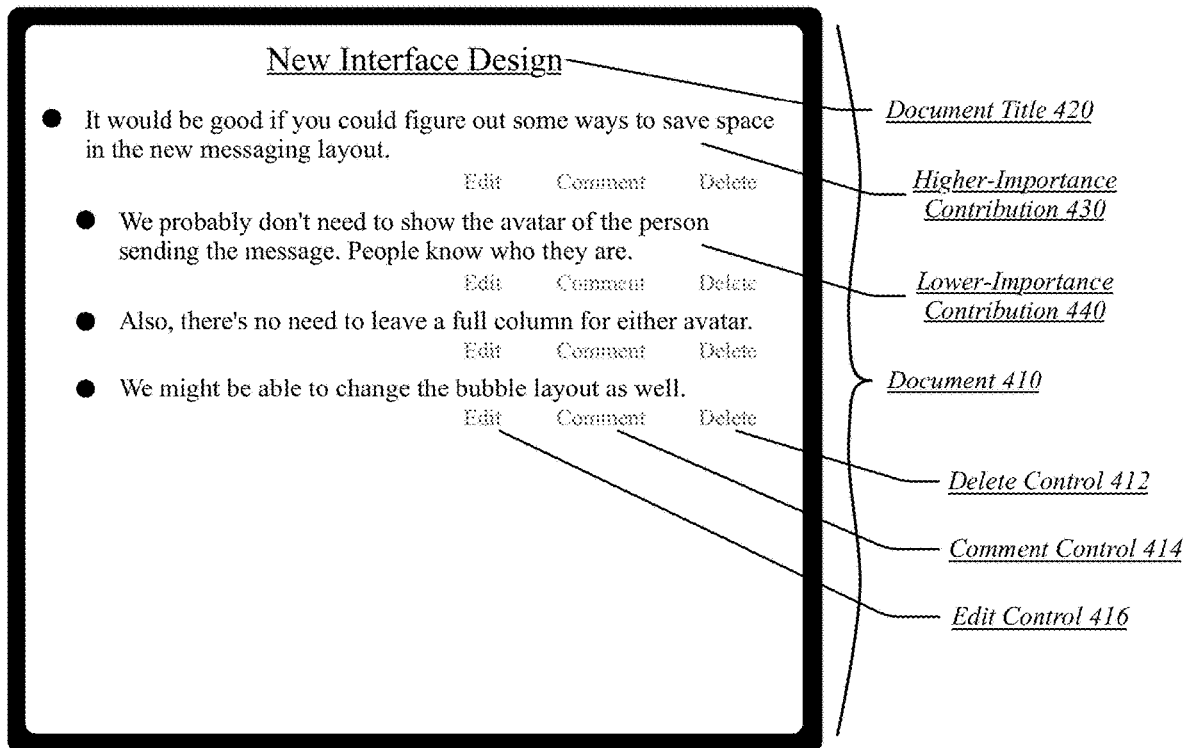 New Interface Design
It would be good if you could figure out some ways to save space
in the new messaging layout.
Edit Comment Delete
We probably don't need to show the avatar of the person
sending the message. People know who they are.
Edit Comment Delete
Also, there's no need to leave a full column for either avatar.
Edit Comment Delete
We might be able to change the bubble layout as well.
Edit Comment Delete
Document Title 420
Higher-Importance
Contribution 430
Lower-Importance
Contribution 440
Document 410
Delete Control 412
Comment Control 414
Edit Control 416